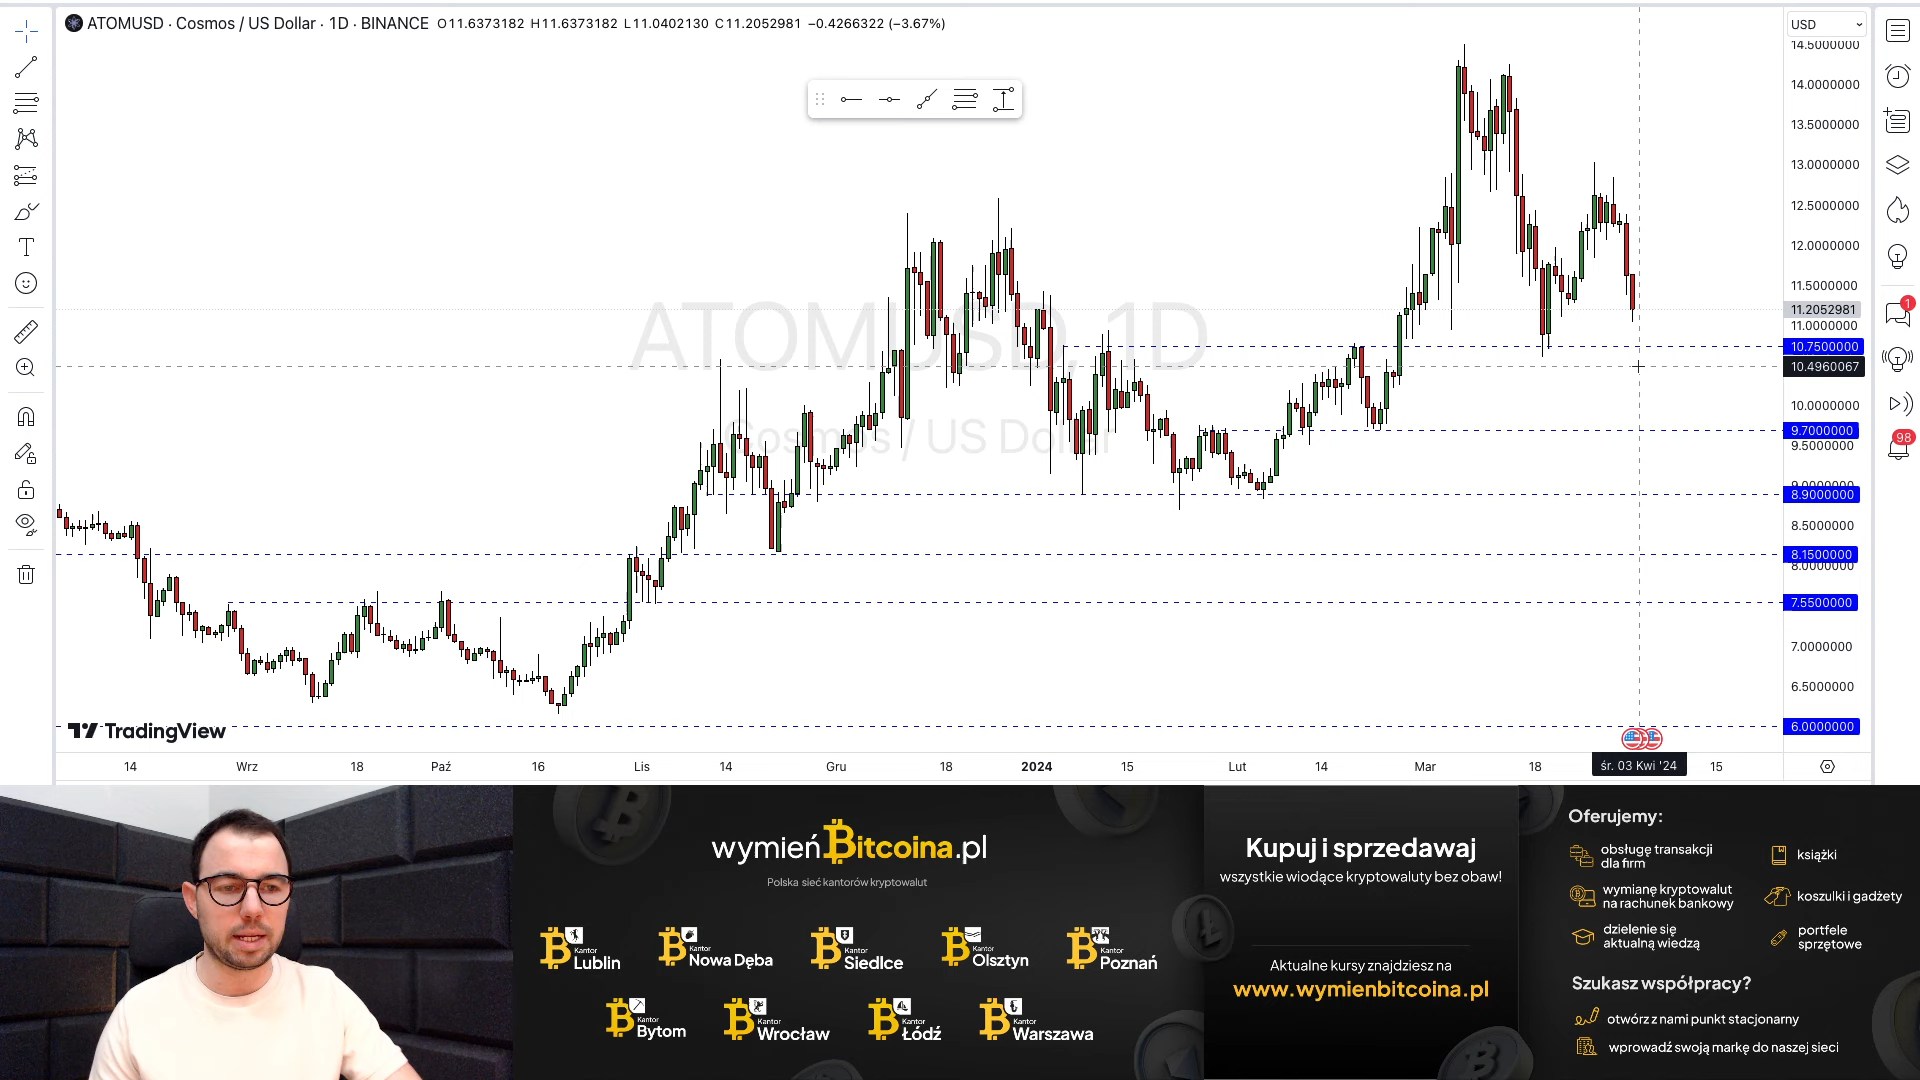 ATOMUSD · Cosmos / US Dollar · 1D · BINANCE O11.6373182 H11.6373182 L11.0402130 C11.2052981 −0.4266322 (−3.67%)
USD
14.5000000
14.0000000
13.5000000
13.0000000
12.5000000
12.0000000
11.5000000
11.2052981
11.0000000
10.7500000
10.4960067
10.0000000
9.7000000
9.5000000
9.0000000
8.9000000
8.5000000
8.1500000
8.0000000
7.5500000
7.0000000
6.5000000
6.0000000
ATOMUSD, 1D
Cosmos / US Dollar
1
98
TradingView
14 Wrz 18 Paź 16 Lis 14 Gru 18 2024 15 Lut 14 Mar 18 śr. 03 Kwi '24 15
wymieńBitcoina.pl
Polska sieć kantorów kryptowalut
Kantor Lublin
Kantor Nowa Dęba
Kantor Siedlce
Kantor Olsztyn
Kantor Poznań
Kantor Bytom
Kantor Wrocław
Kantor Łódź
Kantor Warszawa
Kupuj i sprzedawaj
wszystkie wiodące kryptowaluty bez obaw!
Aktualne kursy znajdziesz na
www.wymienbitcoina.pl
Oferujemy:
obsługę transakcji
dla firm
książki
wymianę kryptowalut
na rachunek bankowy
koszulki i gadżety
dzielenie się
aktualną wiedzą
portfele
sprzętowe
Szukasz współpracy?
otwórz z nami punkt stacjonarny
wprowadź swoją markę do naszej sieci